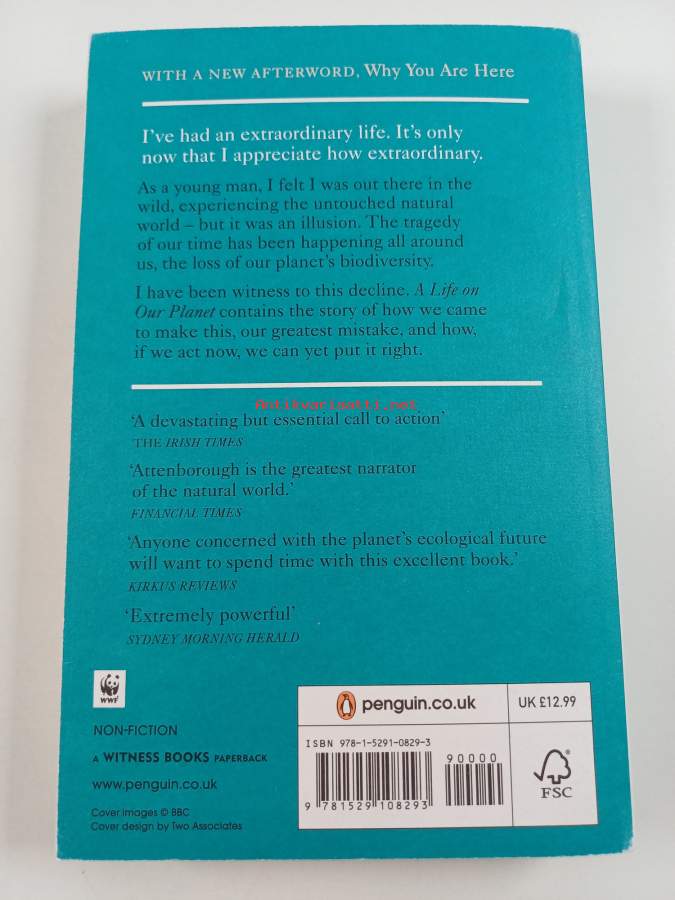 WITH A NEW AFTERWORD, Why You Are Here
I've had an extraordinary life. It's only
now that I appreciate how extraordinary.
As a young man, I felt I was out there in the
wild, experiencing the untouched natural
world – but it was an illusion. The tragedy
of our time has been happening all around
us, the loss of our planet's biodiversity.
I have been witness to this decline. A Life on
Our Planet contains the story of how we came
to make this, our greatest mistake, and how,
if we act now, we can yet put it right.
Antikvariaatti.net
'A devastating but essential call to action'
THE IRISH TIMES
'Attenborough is the greatest narrator
of the natural world.'
FINANCIAL TIMES
'Anyone concerned with the planet's ecological future
will want to spend time with this excellent book.'
KIRKUS REVIEWS
'Extremely powerful'
SYDNEY MORNING HERALD
WWF
NON-FICTION
A WITNESS BOOKS PAPERBACK
www.penguin.co.uk
Cover images © BBC
Cover design by Two Associates
penguin.co.uk
UK £12.99
ISBN 978-1-5291-0829-3
90000
9 781529 108293
FSC